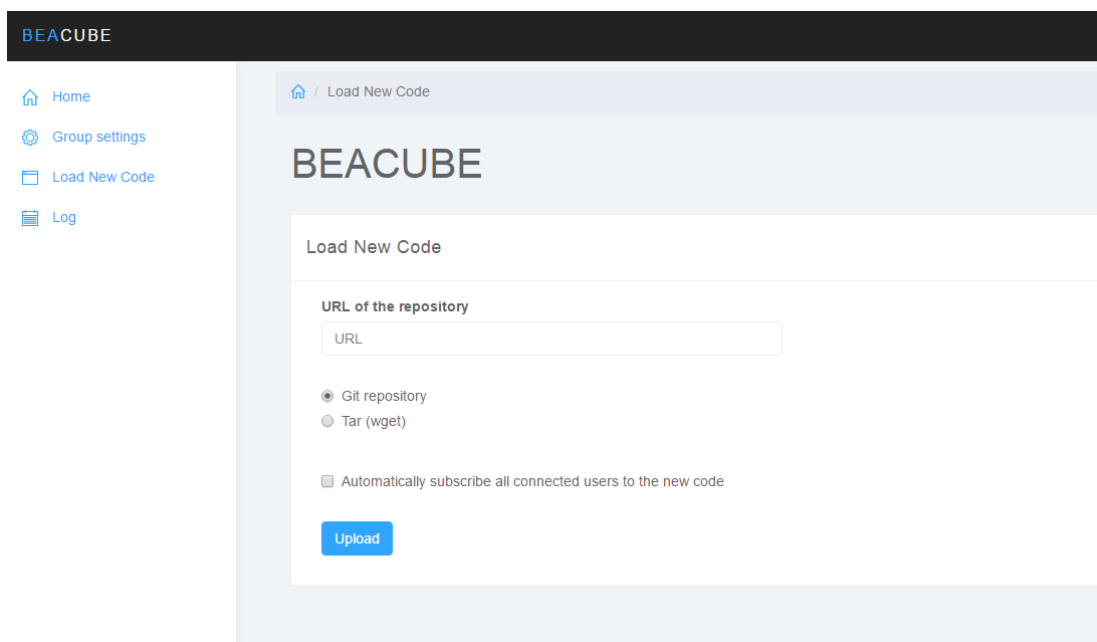 BEACUBE
Home
Group settings
Load New Code
Log
/ Load New Code
BEACUBE
Load New Code
URL of the repository
URL
Git repository
Tar (wget)
Automatically subscribe all connected users to the new code
Upload